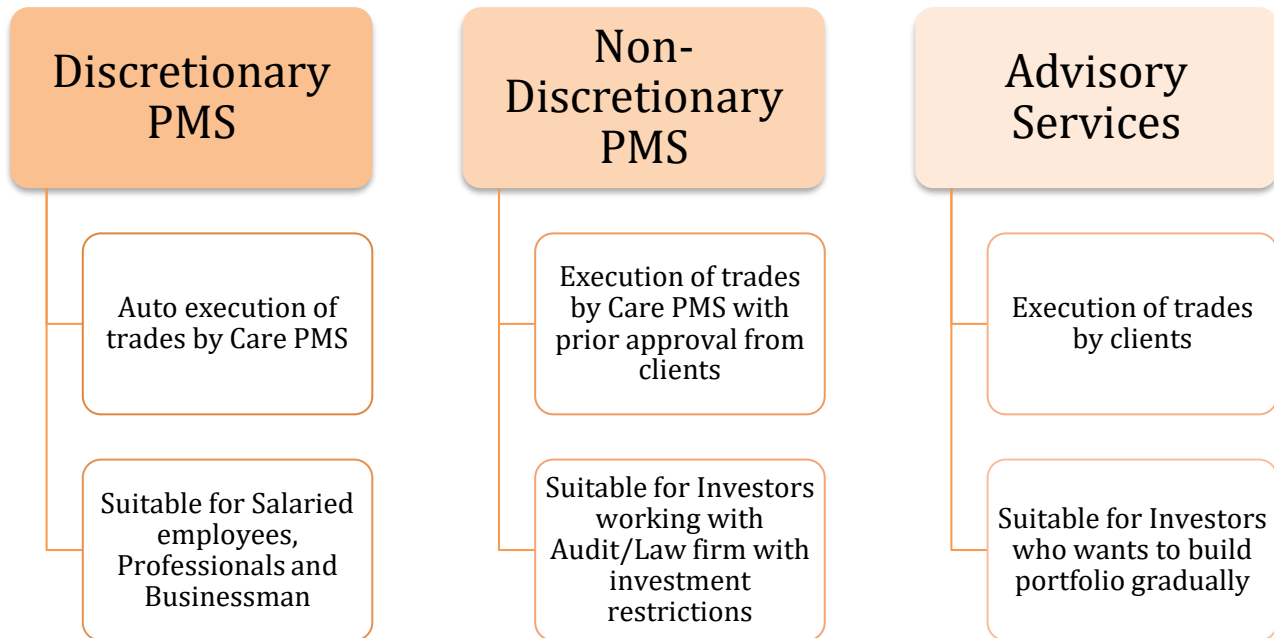 Discretionary
PMS
Auto execution of
trades by Care PMS
Suitable for Salaried
employees,
Professionals and
Businessman
Non-
Discretionary
PMS
Execution of trades
by Care PMS with
prior approval from
clients
Suitable for Investors
working with
Audit/Law firm with
investment
restrictions
Advisory
Services
Execution of trades
by clients
Suitable for Investors
who wants to build
portfolio gradually